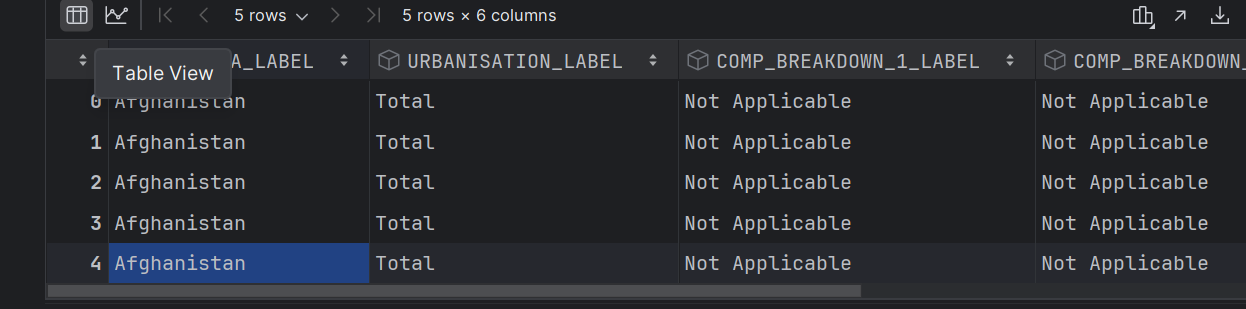 5 rows 5 rows × 6 columns
A_LABEL URBANISATION_LABEL COMP_BREAKDOWN_1_LABEL COMP_BREAKDOWN_
Table View
0 Afghanistan Total Not Applicable Not Applicable
1 Afghanistan Total Not Applicable Not Applicable
2 Afghanistan Total Not Applicable Not Applicable
3 Afghanistan Total Not Applicable Not Applicable
4 Afghanistan Total Not Applicable Not Applicable